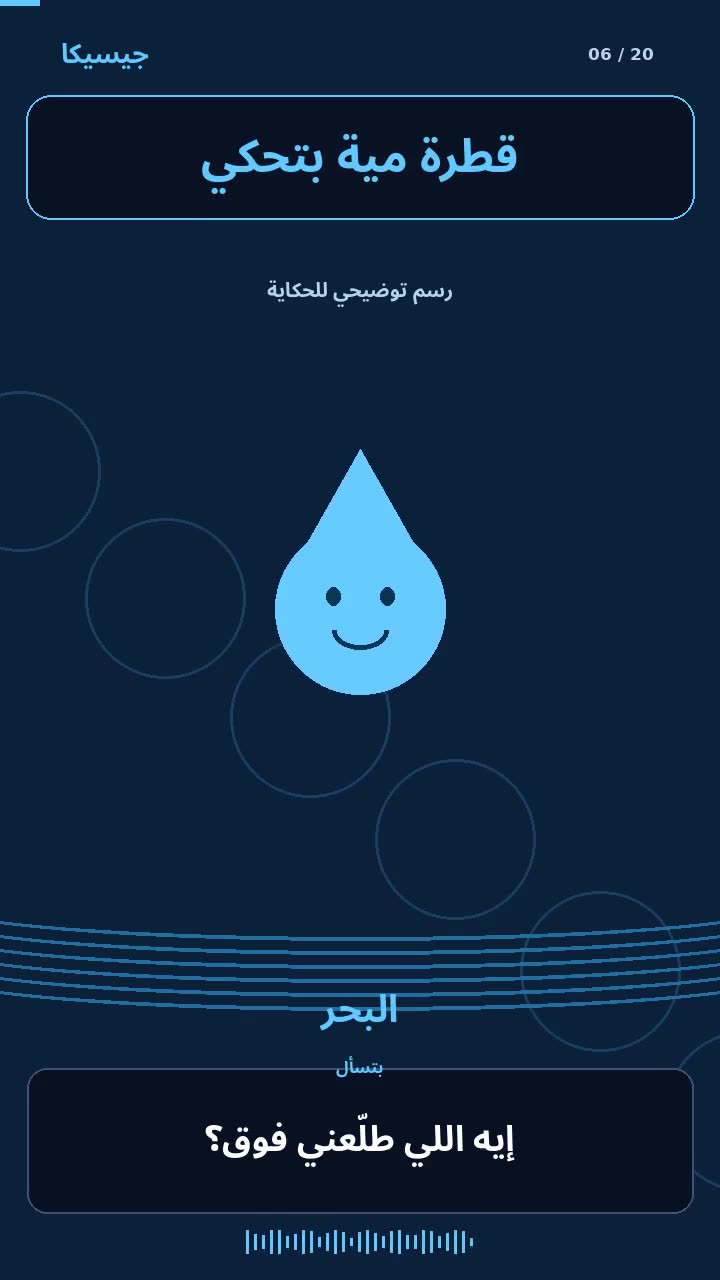 جيسيكا
06 / 20
قطرة مية بتحكي
رسم توضيحي للحكاية
البحر
بتسأل
إيه اللي طلّعني فوق؟